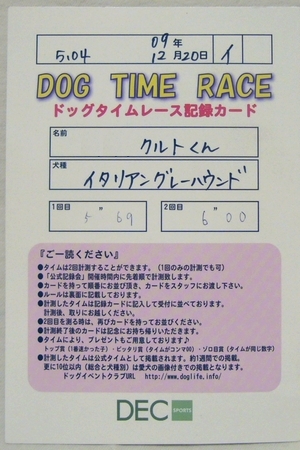 5.04 09年12月20日 イ
DOG TIME RACE
ドッグタイムレース記録カード
名前
クルトくん
犬種
イタリアングレーハウンド
1回目 2回目
5"69 6"00
『ご一読ください』
●タイムは2回計測することができます。(1回のみの計測でも可)
●「公式記録会」開催時間内に先着順で計測致します。
●カードを持って順番にお並び頂き、カードをスタッフにお渡し下さい。
●ルールは裏面に記載しております。
●計測したタイムは記録カードに記入して受付に並べております。
計測後、取りにお越しください。
●2回目を測る時は、再びカードを持ってお並びください。
●計測終了後のカードは記念にお持ち帰りいただきます。
●タイムにより、プレゼントもご用意しております♪
トップ賞(1番速かった子)・ピッタリ賞(タイムがコンマ00)・ゾロ目賞(タイムが同じ数字)
●計測したタイムは公式タイムとして掲載されます。約1週間での掲載。
更に10位以内(総合と犬種別)は愛犬の画像付きでの掲載となります。
ドッグイベントクラブURL http://www.doglife.info/
DEC SPORTS